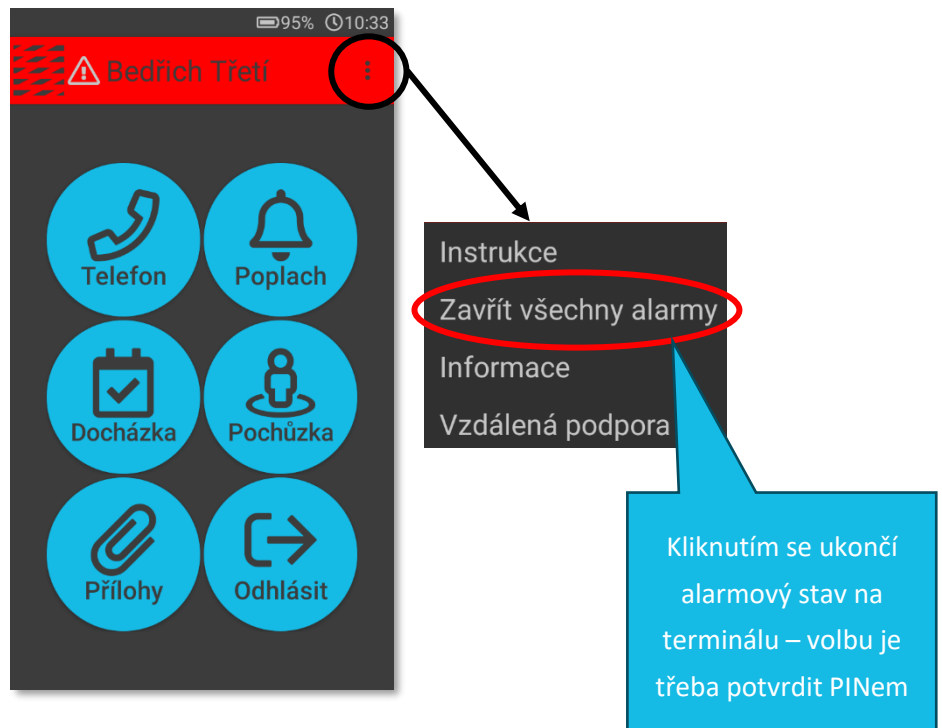 95% 10:33
Bedřich Třetí
Telefon
Poplach
Docházka
Pochůzka
Přílohy
Odhlásit
Instrukce
Zavřít všechny alarmy
Informace
Vzdálená podpora
Kliknutím se ukončí
alarmový stav na
terminálu – volbu je
třeba potvrdit PINem